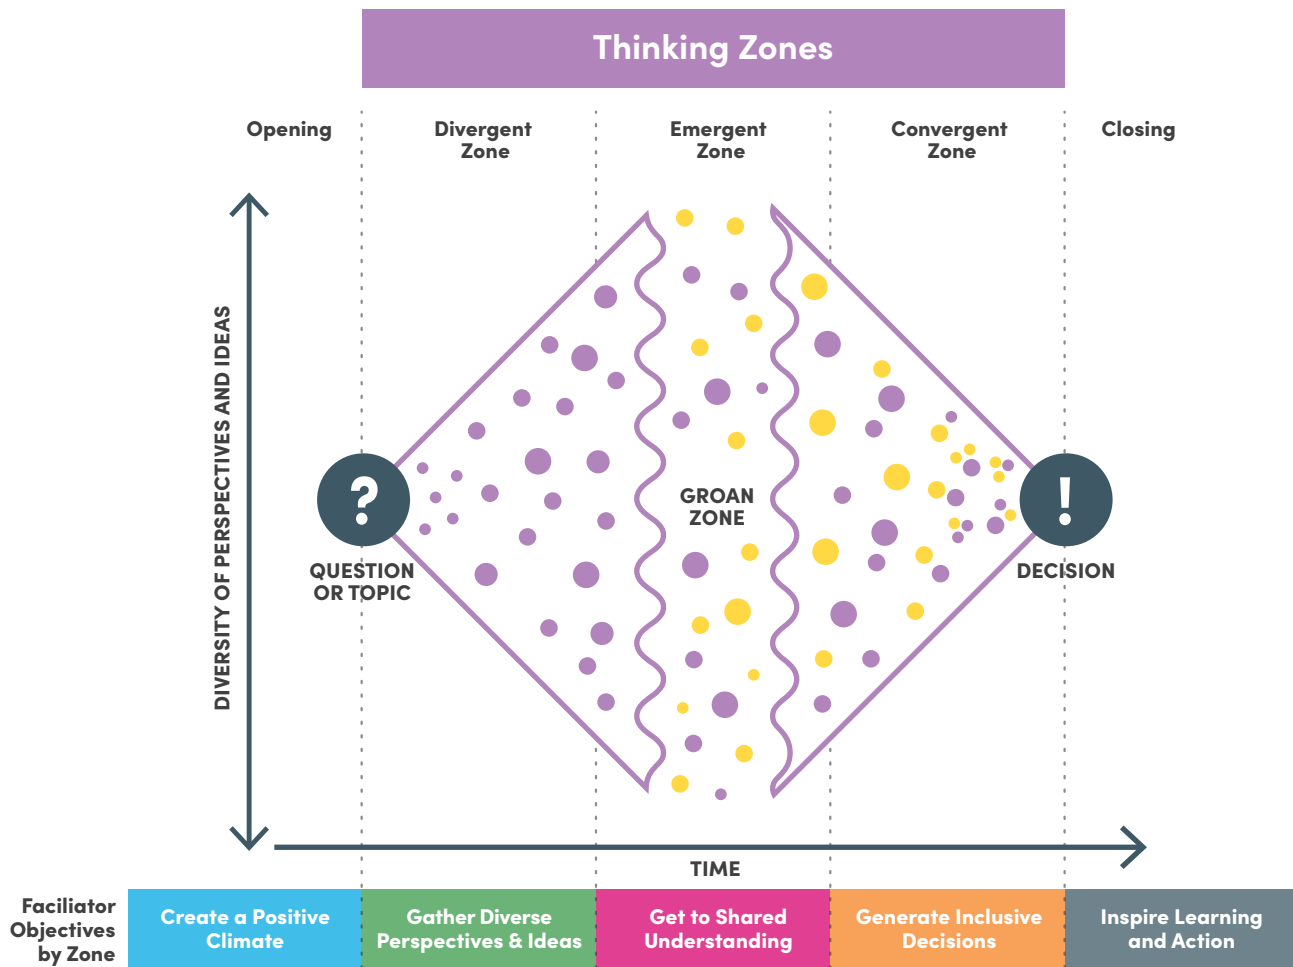 Thinking Zones
Opening
Divergent
Zone
Emergent
Zone
Convergent
Zone
Closing
DIVERSITY OF PERSPECTIVES AND IDEAS
?
QUESTION
OR TOPIC
GROAN
ZONE
!
DECISION
TIME
Faciliator
Objectives
by Zone
Create a Positive
Climate
Gather Diverse
Perspectives & Ideas
Get to Shared
Understanding
Generate Inclusive
Decisions
Inspire Learning
and Action